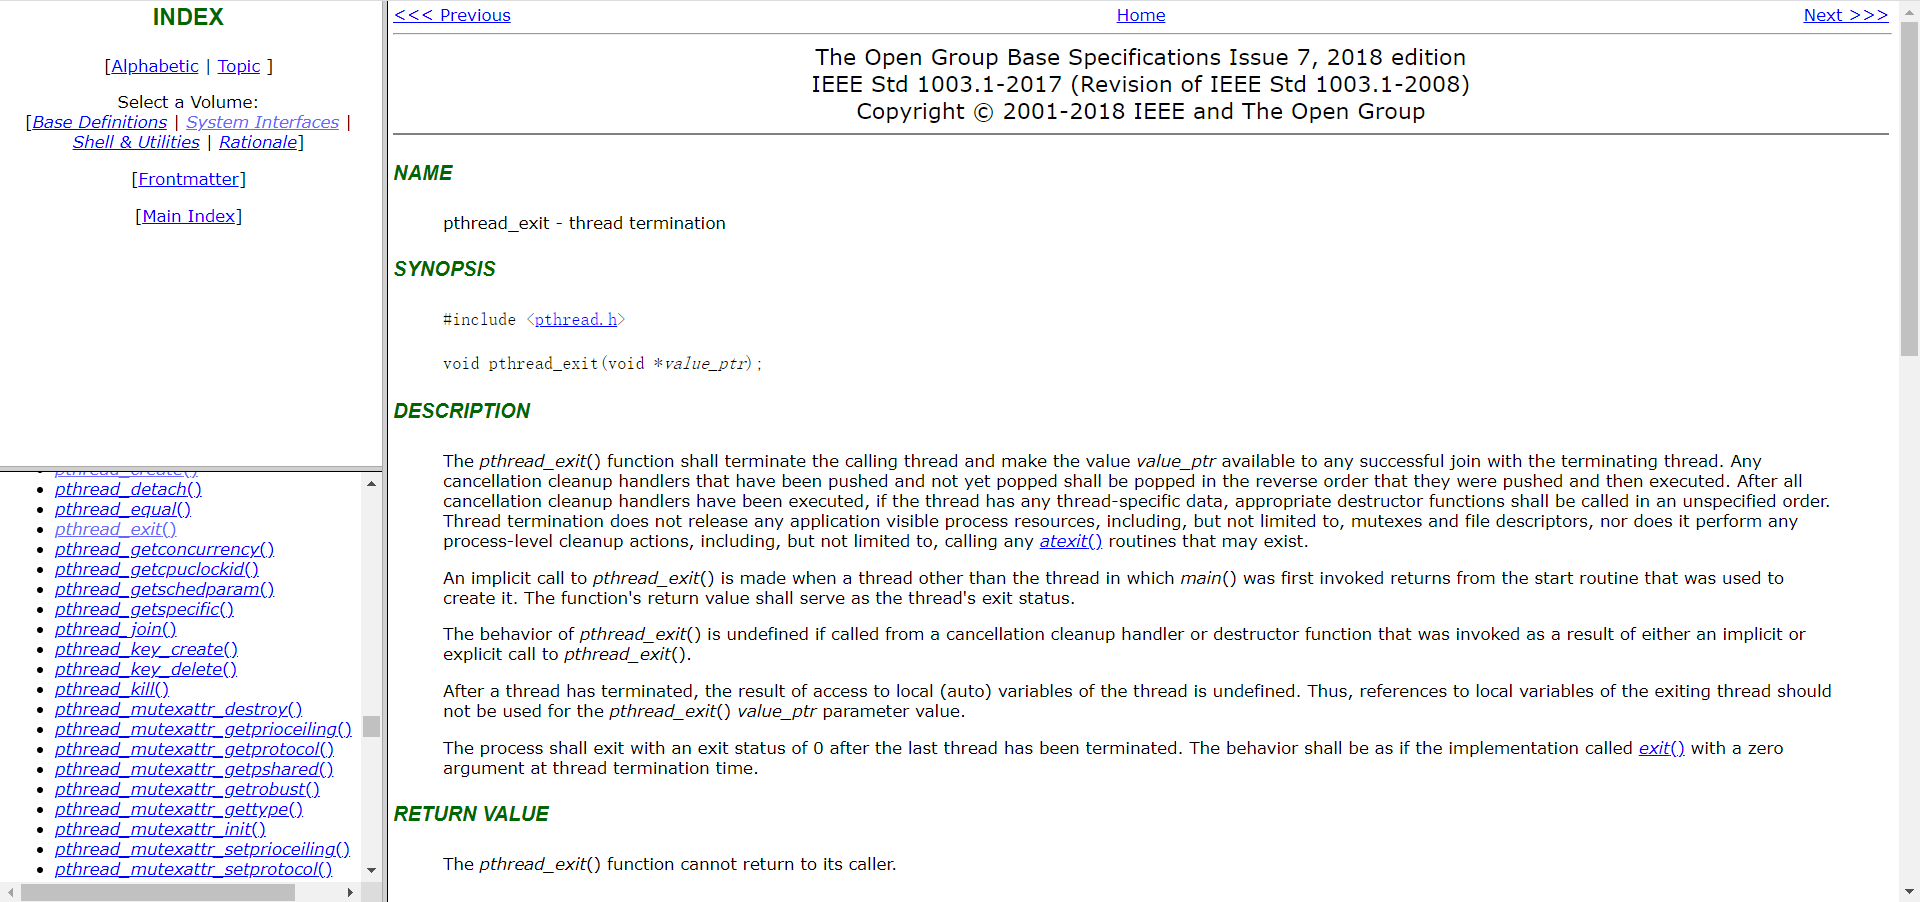 INDEX
[Alphabetic | Topic ]
Select a Volume:
[Base Definitions | System Interfaces |
Shell & Utilities | Rationale]
[Frontmatter]
[Main Index]
pthread_create()
pthread_detach()
pthread_equal()
pthread_exit()
pthread_getconcurrency()
pthread_getcpuclockid()
pthread_getschedparam()
pthread_getspecific()
pthread_join()
pthread_key_create()
pthread_key_delete()
pthread_kill()
pthread_mutexattr_destroy()
pthread_mutexattr_getprioceiling()
pthread_mutexattr_getprotocol()
pthread_mutexattr_getpshared()
pthread_mutexattr_getrobust()
pthread_mutexattr_gettype()
pthread_mutexattr_init()
pthread_mutexattr_setprioceiling()
pthread_mutexattr_setprotocol()
<<< Previous Home Next >>>
The Open Group Base Specifications Issue 7, 2018 edition
IEEE Std 1003.1-2017 (Revision of IEEE Std 1003.1-2008)
Copyright © 2001-2018 IEEE and The Open Group
NAME
pthread_exit - thread termination
SYNOPSIS
#include <pthread.h>
void pthread_exit(void *value_ptr);
DESCRIPTION
The pthread_exit() function shall terminate the calling thread and make the value value_ptr available to any successful join with the terminating thread. Any
cancellation cleanup handlers that have been pushed and not yet popped shall be popped in the reverse order that they were pushed and then executed. After all
cancellation cleanup handlers have been executed, if the thread has any thread-specific data, appropriate destructor functions shall be called in an unspecified order.
Thread termination does not release any application visible process resources, including, but not limited to, mutexes and file descriptors, nor does it perform any
process-level cleanup actions, including, but not limited to, calling any atexit() routines that may exist.
An implicit call to pthread_exit() is made when a thread other than the thread in which main() was first invoked returns from the start routine that was used to
create it. The function's return value shall serve as the thread's exit status.
The behavior of pthread_exit() is undefined if called from a cancellation cleanup handler or destructor function that was invoked as a result of either an implicit or
explicit call to pthread_exit().
After a thread has terminated, the result of access to local (auto) variables of the thread is undefined. Thus, references to local variables of the exiting thread should
not be used for the pthread_exit() value_ptr parameter value.
The process shall exit with an exit status of 0 after the last thread has been terminated. The behavior shall be as if the implementation called exit() with a zero
argument at thread termination time.
RETURN VALUE
The pthread_exit() function cannot return to its caller.